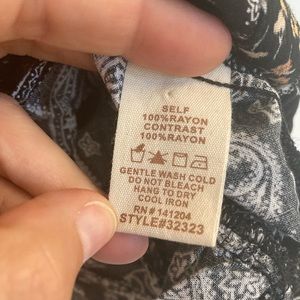 SELF
100%RAYON
CONTRAST
100%RAYON
GENTLE WASH COLD
DO NOT BLEACH
HANG TO DRY
COOL IRON
RN#141204
STYLE#32323